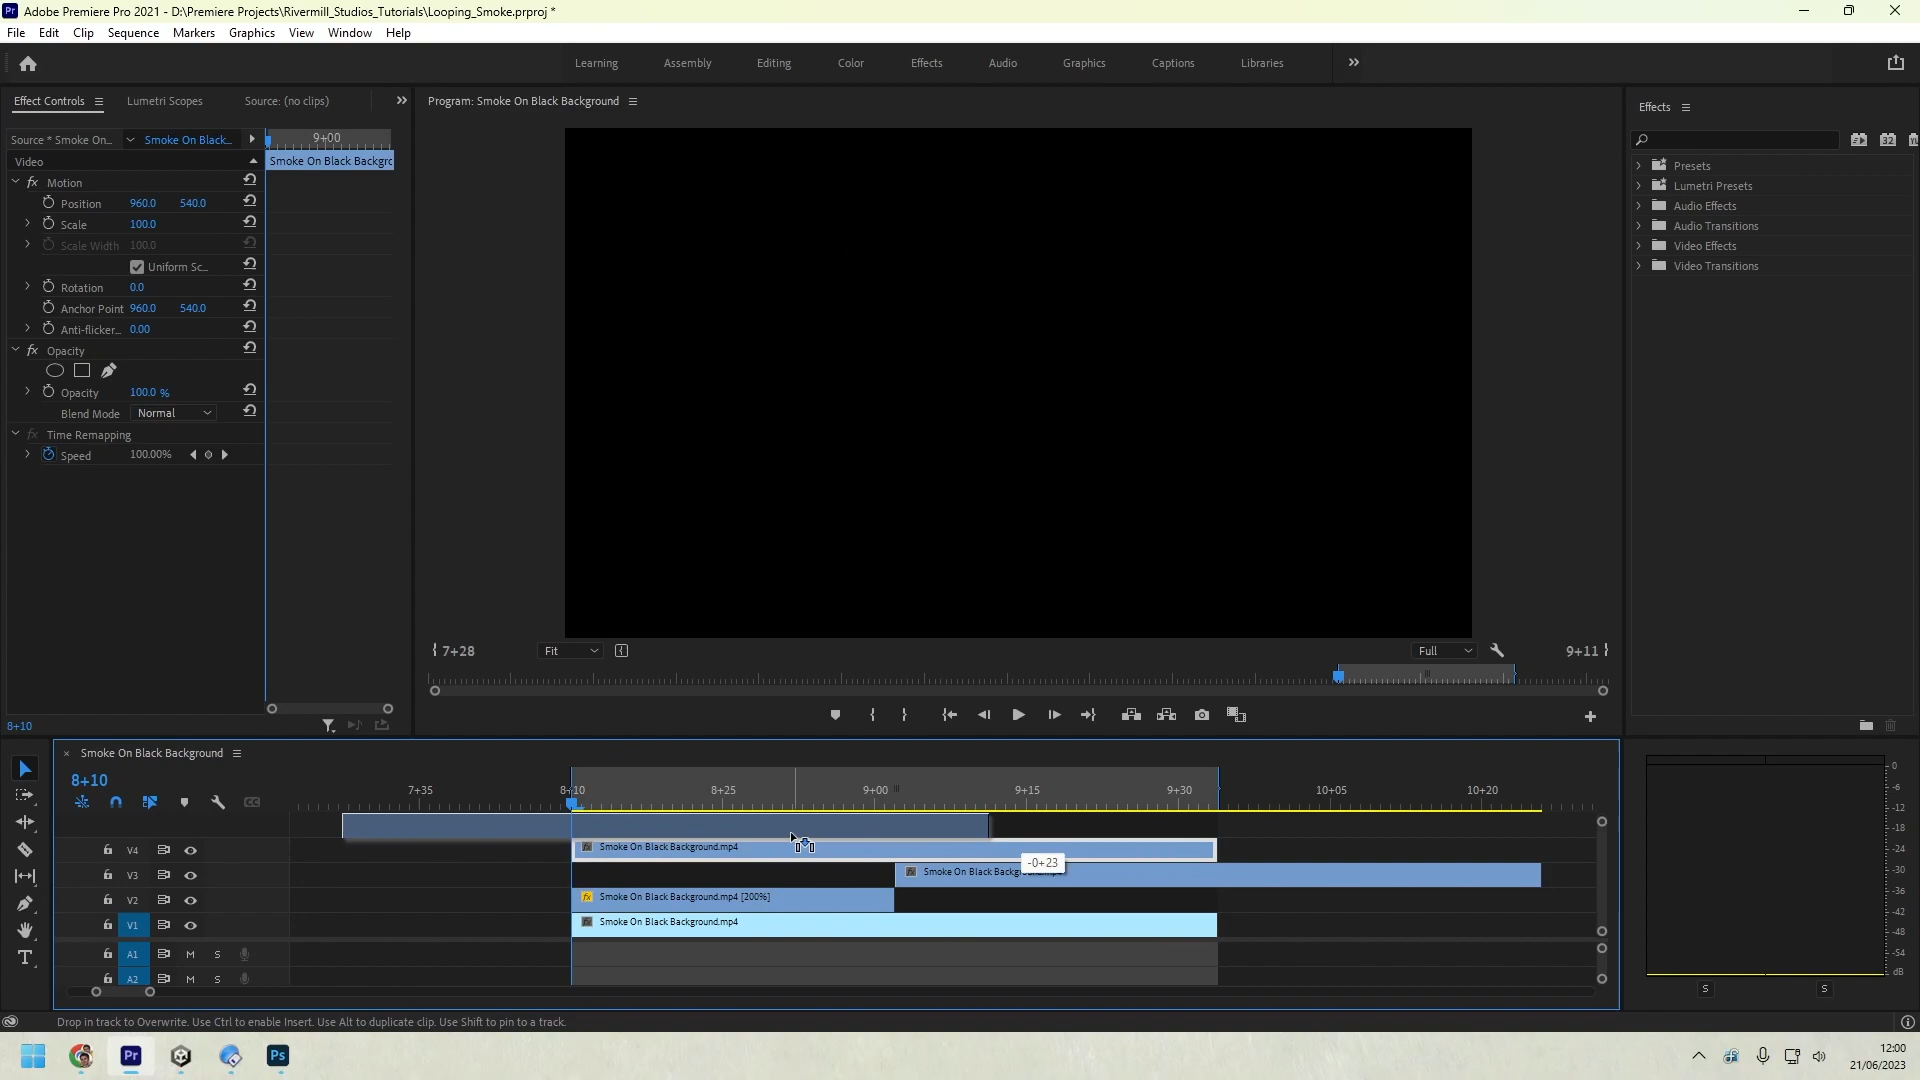 Adobe Premiere Pro 2021 - D:\Premiere Projects\Rivermill_Studios_Tutorials\Looping_Smoke.prproj *
File Edit Clip Sequence Markers Graphics View Window Help
Learning Assembly Editing Color Effects Audio Graphics Captions Libraries
Effect Controls Lumetri Scopes Source: (no clips) Program: Smoke On Black Background Effects
Source * Smoke On... Smoke On Black... 9+00
Video Smoke On Black Backgrc
Motion
Position 960.0 540.0
Scale 100.0
Scale Width 100.0
Uniform Sc...
Rotation 0.0
Anchor Point 960.0 540.0
Anti-flicker... 0.00
Opacity
Opacity 100.0 %
Blend Mode Normal
Time Remapping
Speed 100.00%
8+10
Presets
Lumetri Presets
Audio Effects
Audio Transitions
Video Effects
Video Transitions
7+28 Fit Full 9+11
Smoke On Black Background
8+10
7+35 8+10 8+25 9+00 9+15 9+30 10+05 10+20
V4 Smoke On Black Background.mp4
-0+23
V3
V2 Smoke On Black Background.mp4 [200%]
V1 Smoke On Black Background.mp4
A1 M S
A2 M S
0
-6
-12
-18
-24
-30
-36
-42
-48
-54
dB
S S
Drop in track to Overwrite. Use Ctrl to enable Insert. Use Alt to duplicate clip. Use Shift to pin to a track.
Pr Ps
12:00
21/06/2023